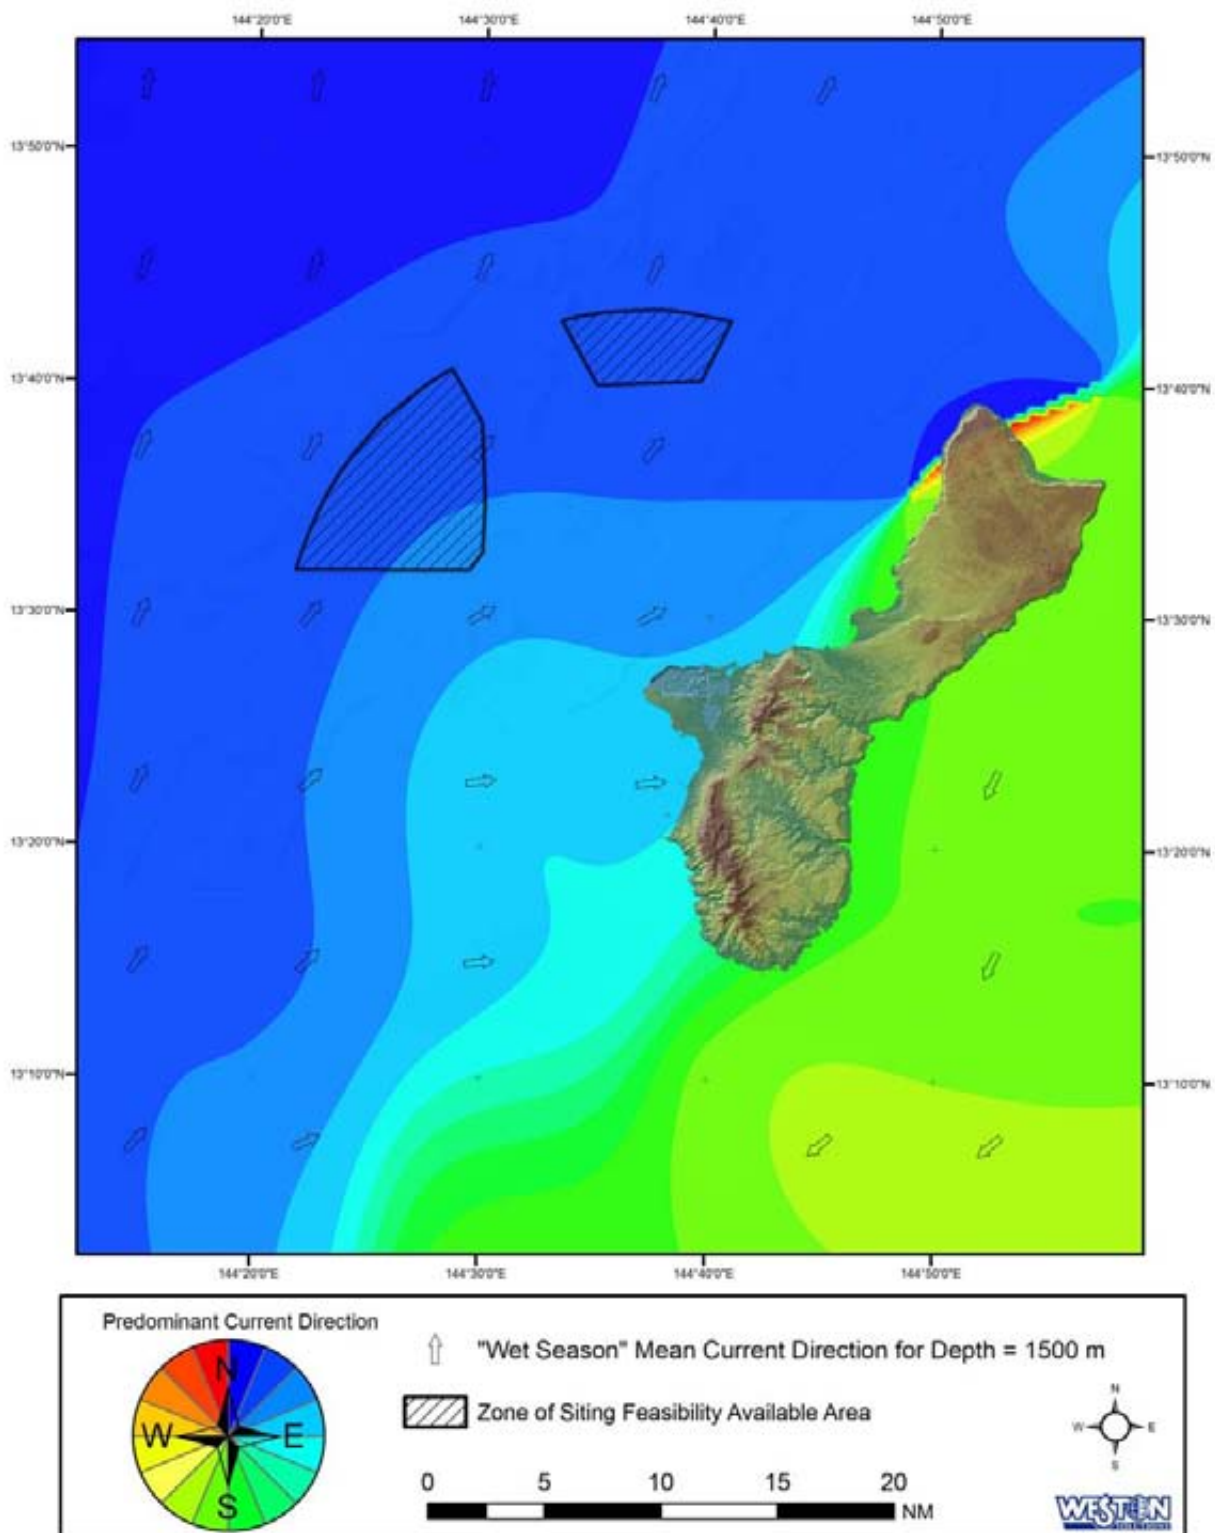 144°20'0"E 144°30'0"E 144°40'0"E 144°50'0"E
13°50'0"N 13°50'0"N
13°40'0"N 13°40'0"N
13°30'0"N 13°30'0"N
13°20'0"N 13°20'0"N
13°10'0"N 13°10'0"N
144°20'0"E 144°30'0"E 144°40'0"E 144°50'0"E
Predominant Current Direction
N
W E
S
"Wet Season" Mean Current Direction for Depth = 1500 m
Zone of Siting Feasibility Available Area
0 5 10 15 20
NM
N
W E
S
WESTON
SOLUTIONS